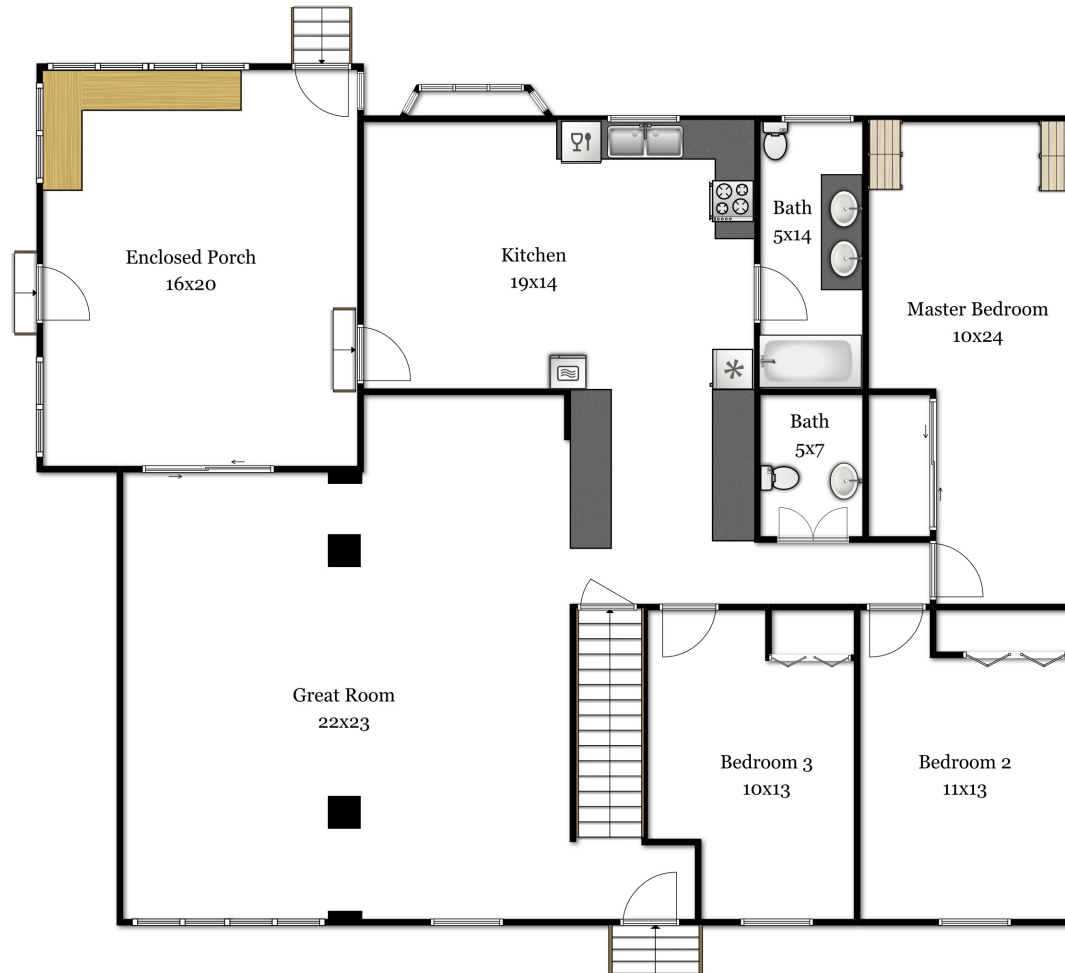 Enclosed Porch
16x20
Kitchen
19x14
Bath
5x14
Master Bedroom
10x24
Bath
5x7
Great Room
22x23
Bedroom 3
10x13
Bedroom 2
11x13